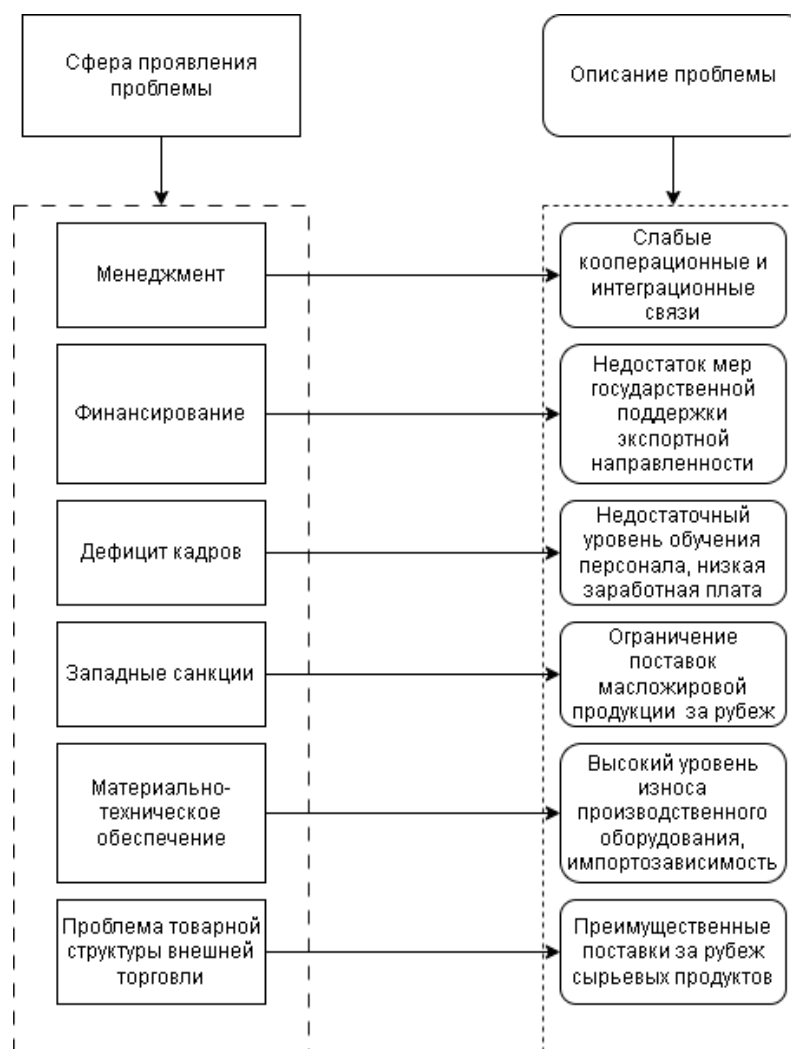 Сфера проявления
проблемы
Описание проблемы
Менеджмент
Слабые
кооперационные и
интеграционные
связи
Финансирование
Недостаток мер
государственной
поддержки
экспортной
направленности
Дефицит кадров
Недостаточный
уровень обучения
персонала, низкая
заработная плата
Западные санкции
Ограничение
поставок
масложировой
продукции за рубеж
Материально-
техническое
обеспечение
Высокий уровень
износа
производственного
оборудования,
импортозависимость
Проблема товарной
структуры внешней
торговли
Преимущественные
поставки за рубеж
сырьевых продуктов